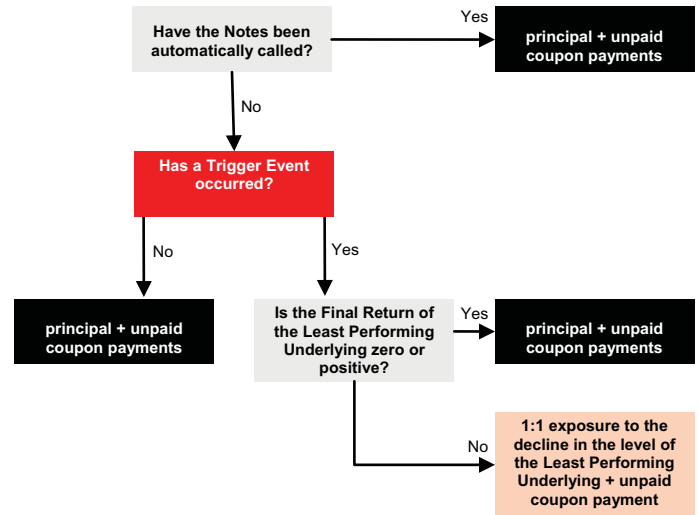 Have the Notes been
automatically called?
Yes
principal + unpaid
coupon payments
No
Has a Trigger Event
occurred?
No
Yes
principal + unpaid
coupon payments
Is the Final Return of
the Least Performing
Underlying zero or
positive?
Yes
principal + unpaid
coupon payments
No
1:1 exposure to the
decline in the level of
the Least Performing
Underlying + unpaid
coupon payment